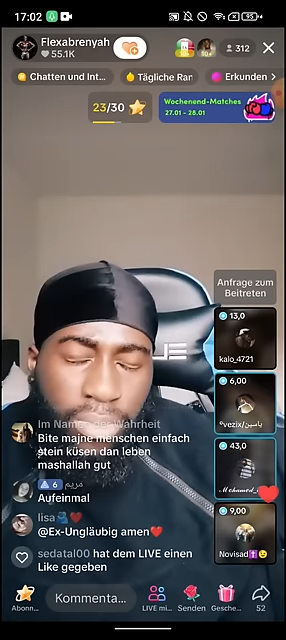 17:02
95
Flexabrenyah
55.1K
312
Chatten und Int...
Tägliche Ran
Erkunden >
23/30
Wochenend-Matches
27.01 - 28.01
Anfrage zum
Beitreten
13,0
kalo_4721
6,00
43,0
9,00
Novisad
Im Namen der Wahrheit
Bite majne menschen einfach
stein küsen dan leben
mashallah gut
6 مريم
Aufeinmal
lisa
@Ex-Ungläubig amen
sedatal00 hat dem LIVE einen
Like gegeben
Abonn...
Kommenta...
LIVE mi...
Senden
Gesche...
52